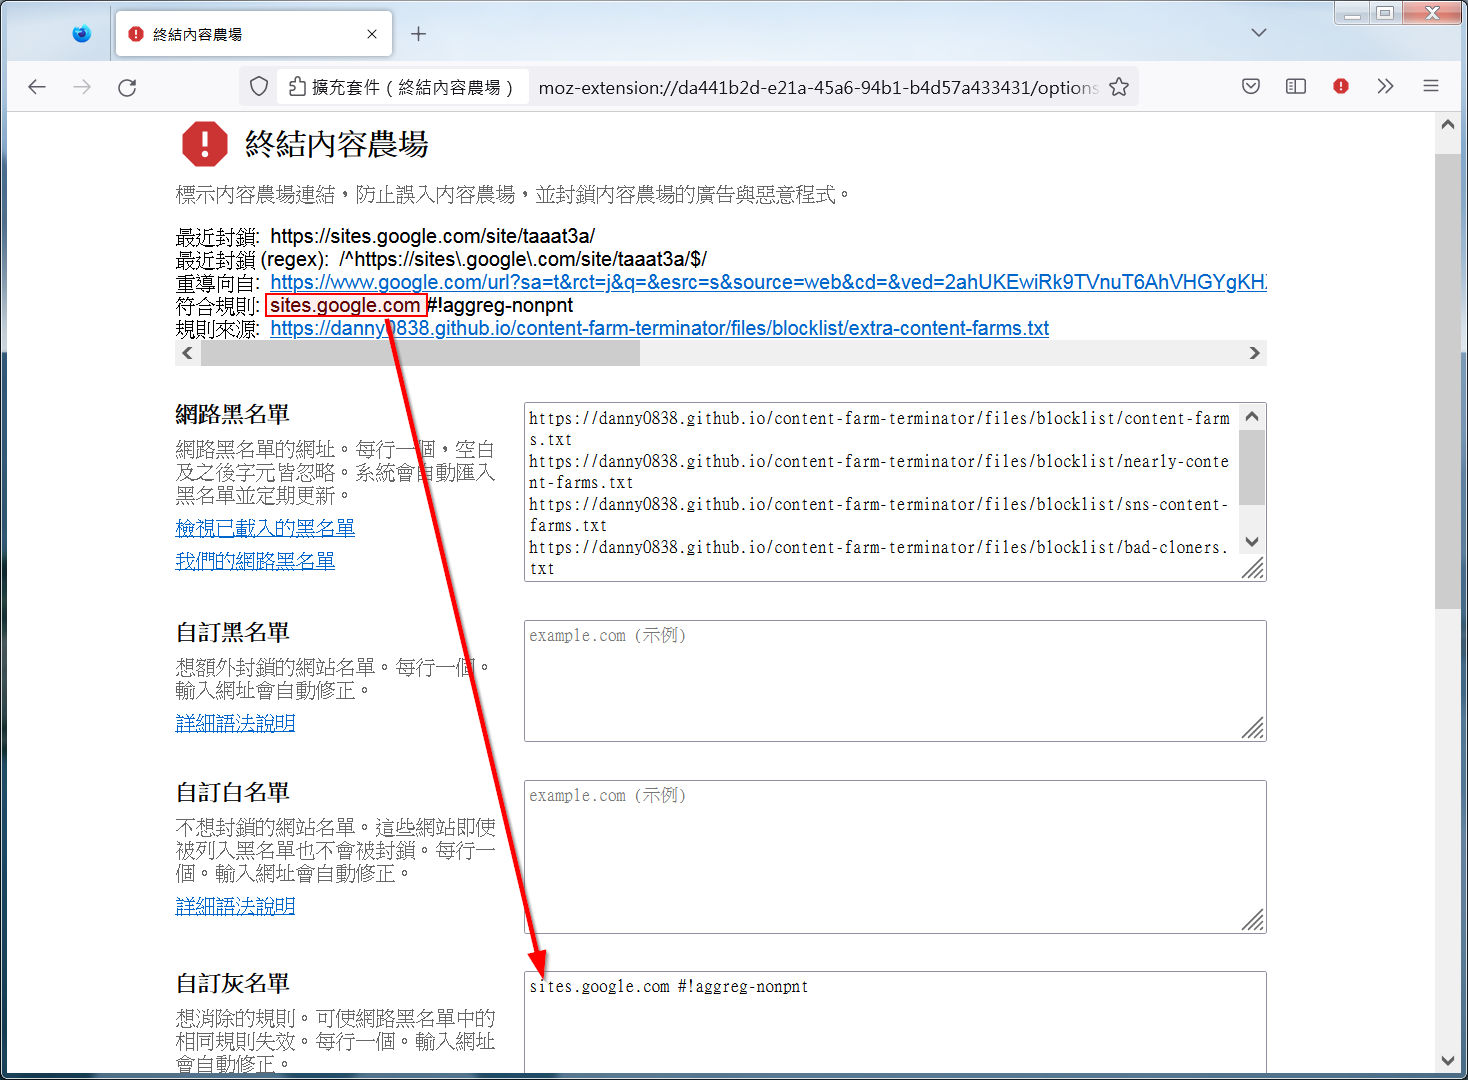 終結內容農場
擴充套件（終結內容農場）
moz-extension://da441b2d-e21a-45a6-94b1-b4d57a433431/options
終結內容農場
標示內容農場連結，防止誤入內容農場，並封鎖內容農場的廣告與惡意程式。
最近封鎖: https://sites.google.com/site/taaat3a/
最近封鎖 (regex): /^https://sites\.google\.com/site/taaat3a/$/
重導向自: https://www.google.com/url?sa=t&rct=j&q=&esrc=s&source=web&cd=&ved=2ahUKEwiRk9TVnuT6AhVHGYgKHZ
符合規則: sites.google.com #!aggreg-nonpnt
規則來源: https://danny0838.github.io/content-farm-terminator/files/blocklist/extra-content-farms.txt
網路黑名單
網路黑名單的網址。每行一個，空白
及之後字元皆忽略。系統會自動匯入
黑名單並定期更新。
檢視已載入的黑名單
我們的網路黑名單
https://danny0838.github.io/content-farm-terminator/files/blocklist/content-farm
s.txt
https://danny0838.github.io/content-farm-terminator/files/blocklist/nearly-conte
nt-farms.txt
https://danny0838.github.io/content-farm-terminator/files/blocklist/sns-content-
farms.txt
https://danny0838.github.io/content-farm-terminator/files/blocklist/bad-cloners.
txt
自訂黑名單
想額外封鎖的網站名單。每行一個。
輸入網址會自動修正。
詳細語法說明
example.com (示例)
自訂白名單
不想封鎖的網站名單。這些網站即使
被列入黑名單也不會被封鎖。每行一
個。輸入網址會自動修正。
詳細語法說明
example.com (示例)
自訂灰名單
想消除的規則。可使網路黑名單中的
相同規則失效。每行一個。輸入網址
會自動修正。
sites.google.com #!aggreg-nonpnt